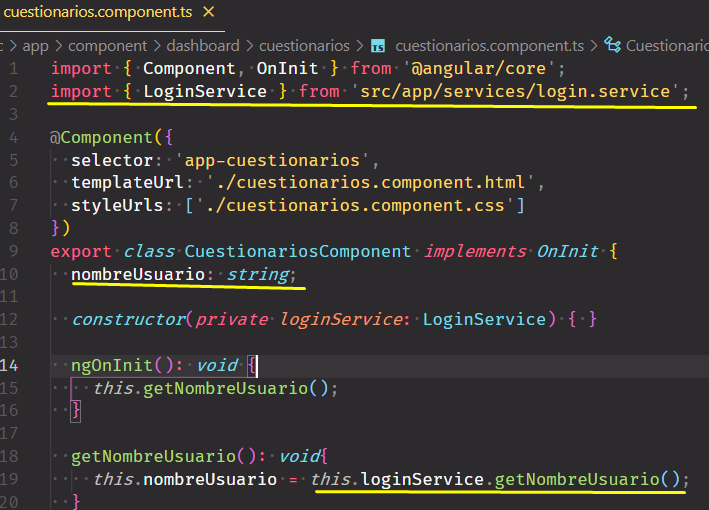 cuestionarios.component.ts ×
app > component > dashboard > cuestionarios > TS cuestionarios.component.ts >
1 import { Component, OnInit } from '@angular/core';
2 import { LoginService } from 'src/app/services/login.service';
3
4 @Component({
5 selector: 'app-cuestionarios',
6 templateUrl: './cuestionarios.component.html',
7 styleUrls: ['./cuestionarios.component.css']
8 })
9 export class CuestionariosComponent implements OnInit {
10 nombreUsuario: string;
11
12 constructor(private loginService: LoginService) { }
13
14 ngOnInit(): void {
15 this.getNombreUsuario();
16 }
17
18 getNombreUsuario(): void{
19 this.nombreUsuario = this.loginService.getNombreUsuario();
20 }